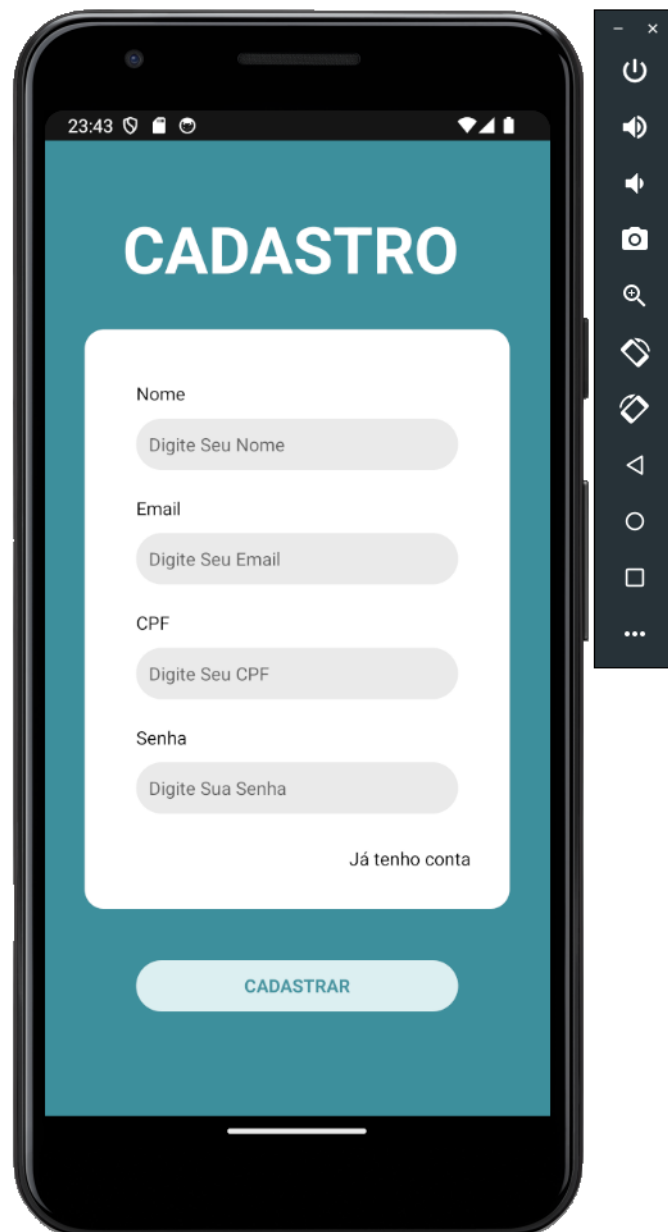 23:43
CADASTRO
Nome
Digite Seu Nome
Email
Digite Seu Email
CPF
Digite Seu CPF
Senha
Digite Sua Senha
Já tenho conta
CADASTRAR